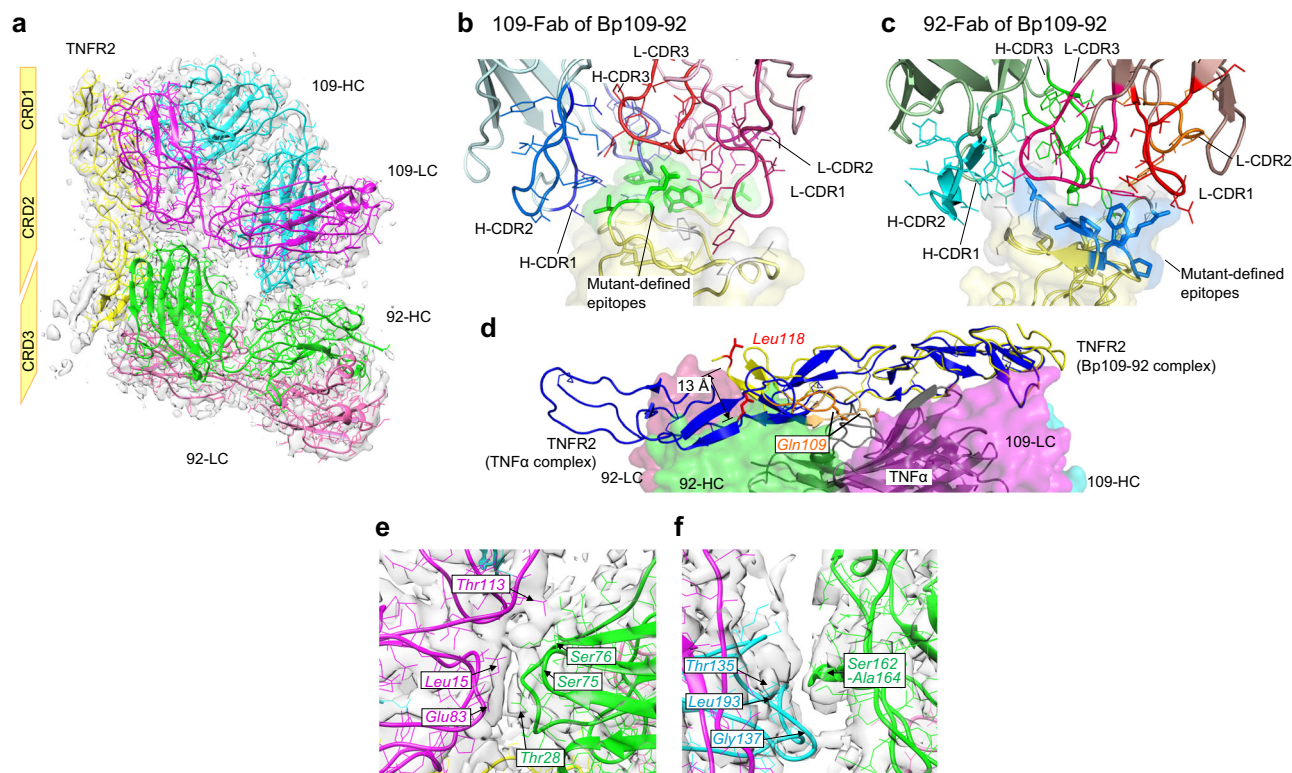 a
TNFR2
CRD1
CRD2
CRD3
109-HC
109-LC
92-HC
92-LC
b 109-Fab of Bp109-92
L-CDR3
H-CDR3
L-CDR2
L-CDR1
H-CDR2
H-CDR1
Mutant-defined
epitopes
c 92-Fab of Bp109-92
H-CDR3 L-CDR3
L-CDR2
L-CDR1
H-CDR2
H-CDR1
Mutant-defined
epitopes
d
Leu118
TNFR2
(Bp109-92 complex)
13 Å
Gln109
TNFR2
(TNFα complex)
109-LC
92-LC
92-HC
TNFα
109-HC
e
Thr113
Ser76
Leu15
Ser75
Glu83
Thr28
f
Thr135
Ser162
-Ala164
Leu193
Gly137